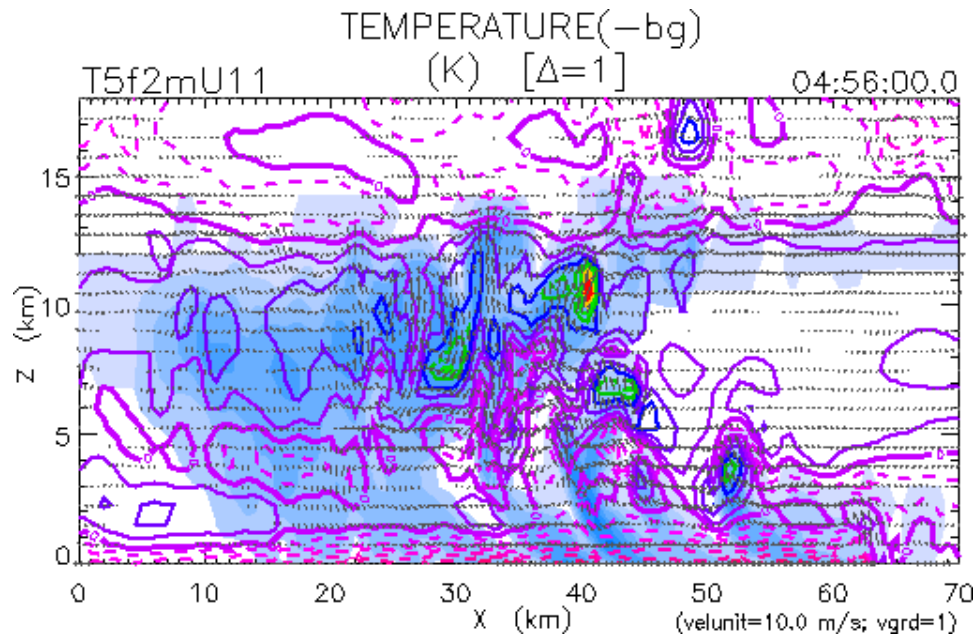 TEMPERATURE(−bg)
T5f2mU11 (K) [Δ=1] 04:56:00.0
15
10
5
0
Z (km)
0 10 20 30 40 50 60 70
X (km)
(velunit=10.0 m/s; vgrd=1)